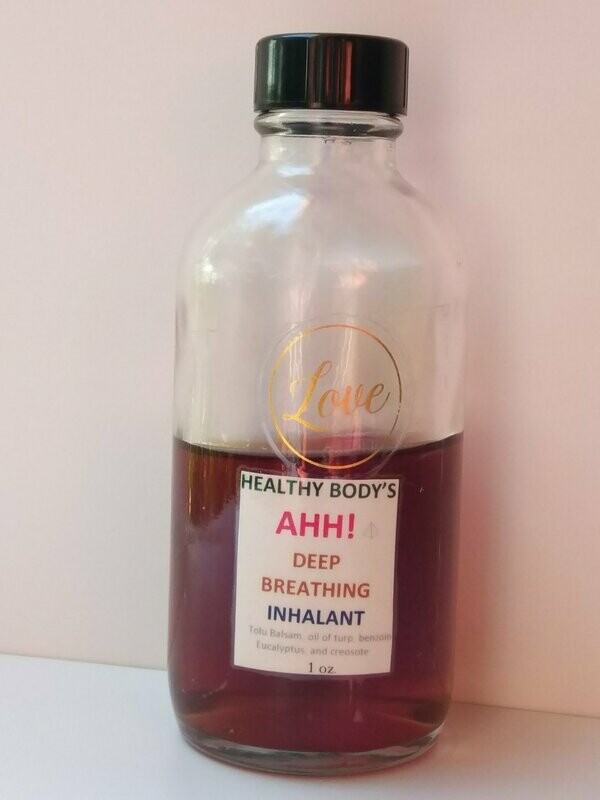 Love
HEALTHY BODY'S
AHH!
DEEP
BREATHING
INHALANT
Tolu Balsam, oil of turp, benzoin
Eucalyptus, and creosote
1 oz.